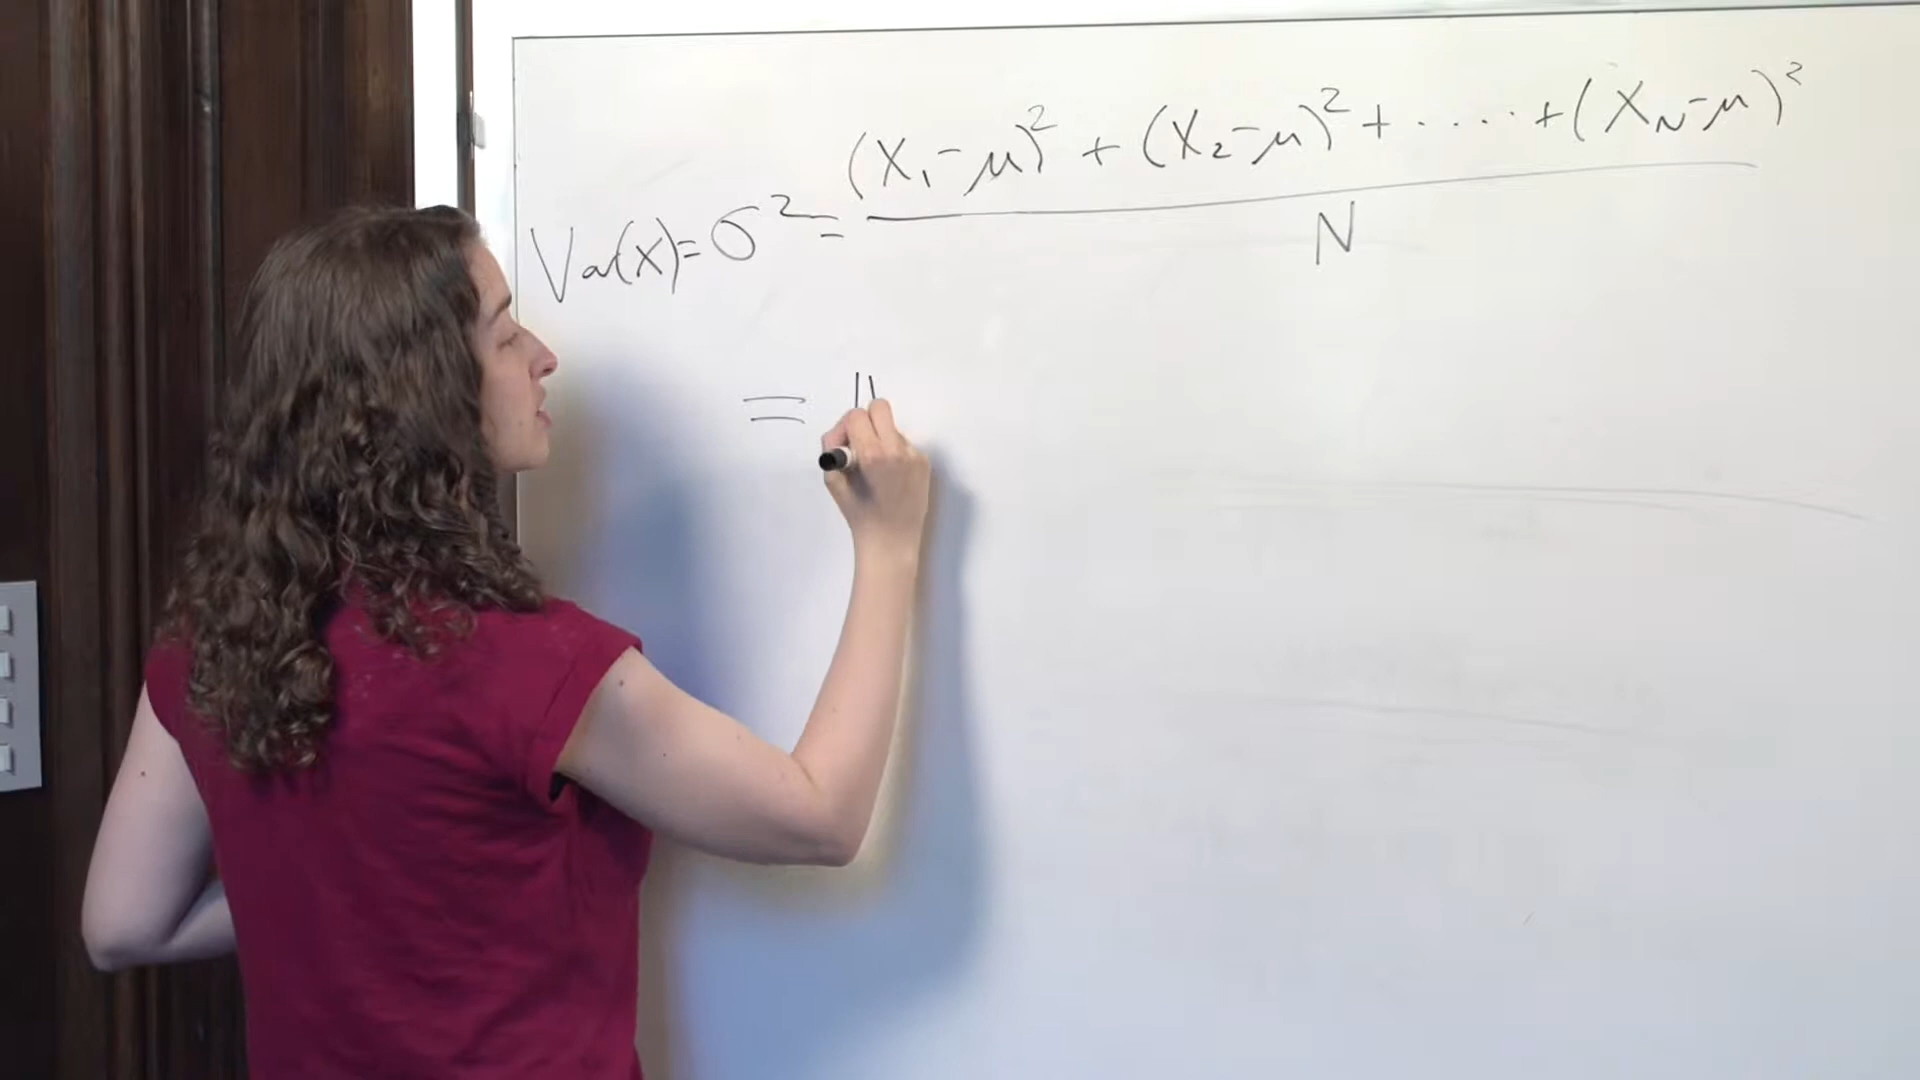 Var(X) = σ² = (X₁-μ)² + (X₂-μ)² + ····· + (X_N-μ)²
N
=